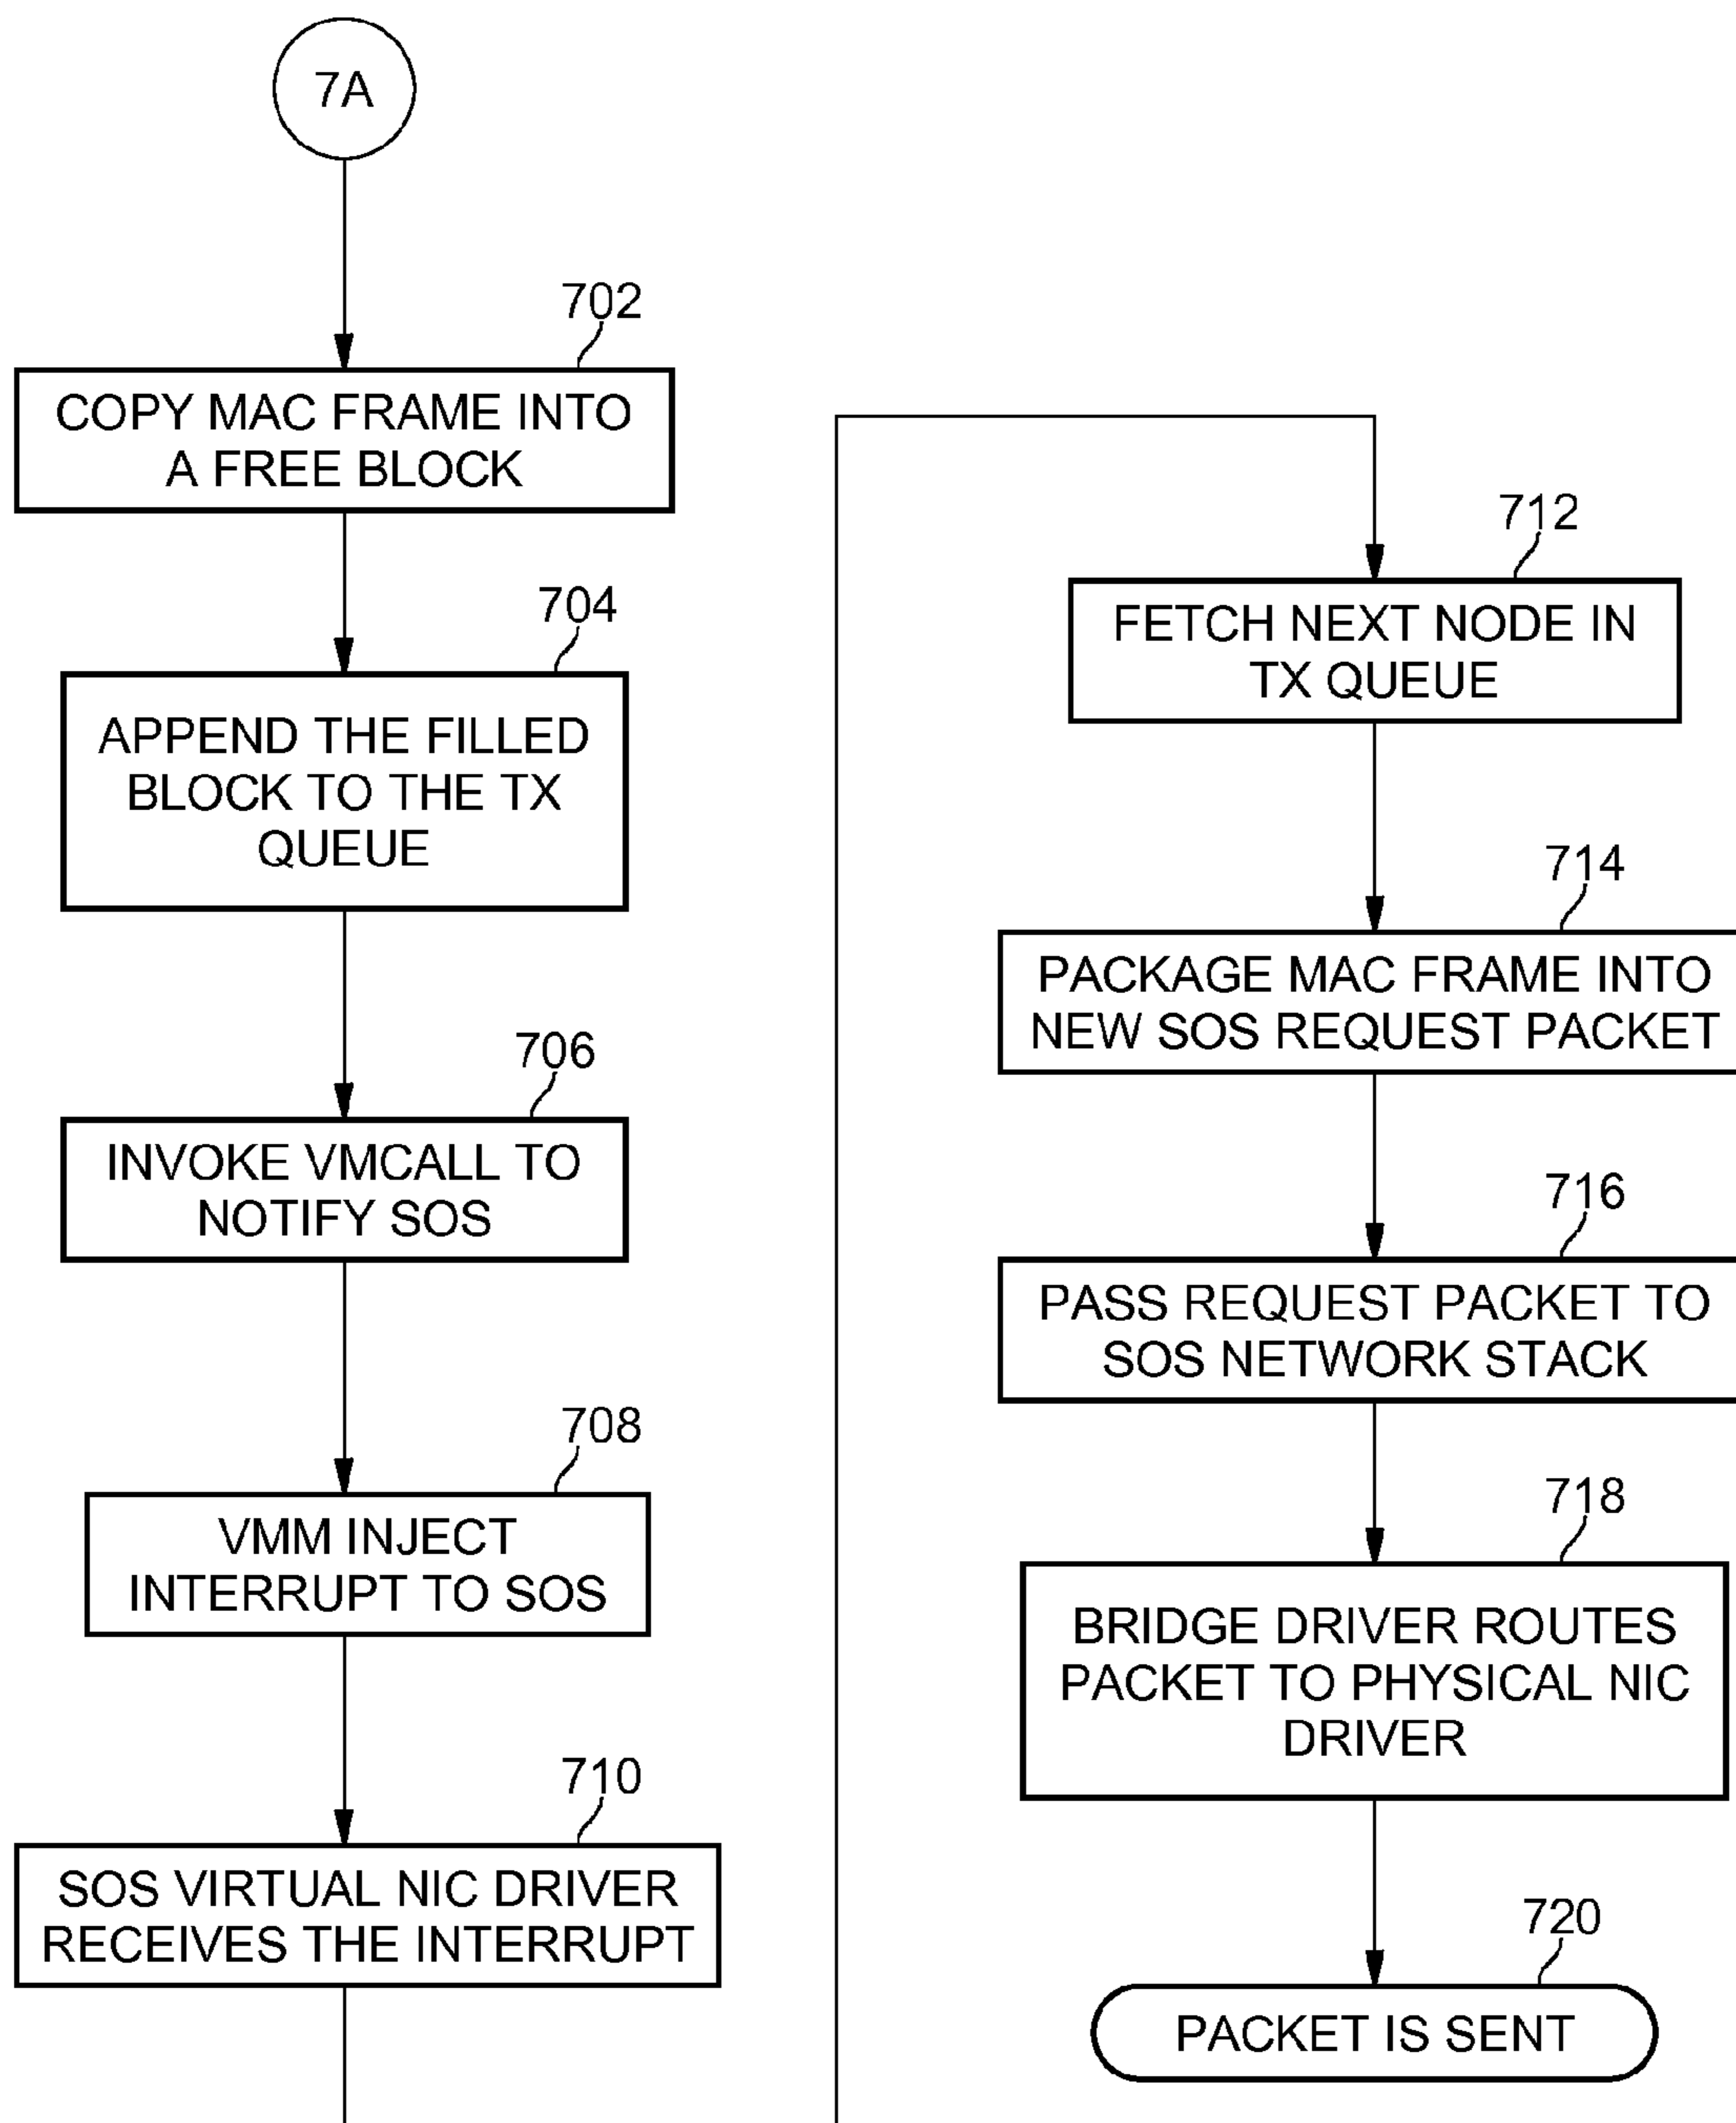 7A
702
COPY MAC FRAME INTO
A FREE BLOCK
704
APPEND THE FILLED
BLOCK TO THE TX
QUEUE
706
INVOKE VMCALL TO
NOTIFY SOS
708
VMM INJECT
INTERRUPT TO SOS
710
SOS VIRTUAL NIC DRIVER
RECEIVES THE INTERRUPT
712
FETCH NEXT NODE IN
TX QUEUE
714
PACKAGE MAC FRAME INTO
NEW SOS REQUEST PACKET
716
PASS REQUEST PACKET TO
SOS NETWORK STACK
718
BRIDGE DRIVER ROUTES
PACKET TO PHYSICAL NIC
DRIVER
720
PACKET IS SENT